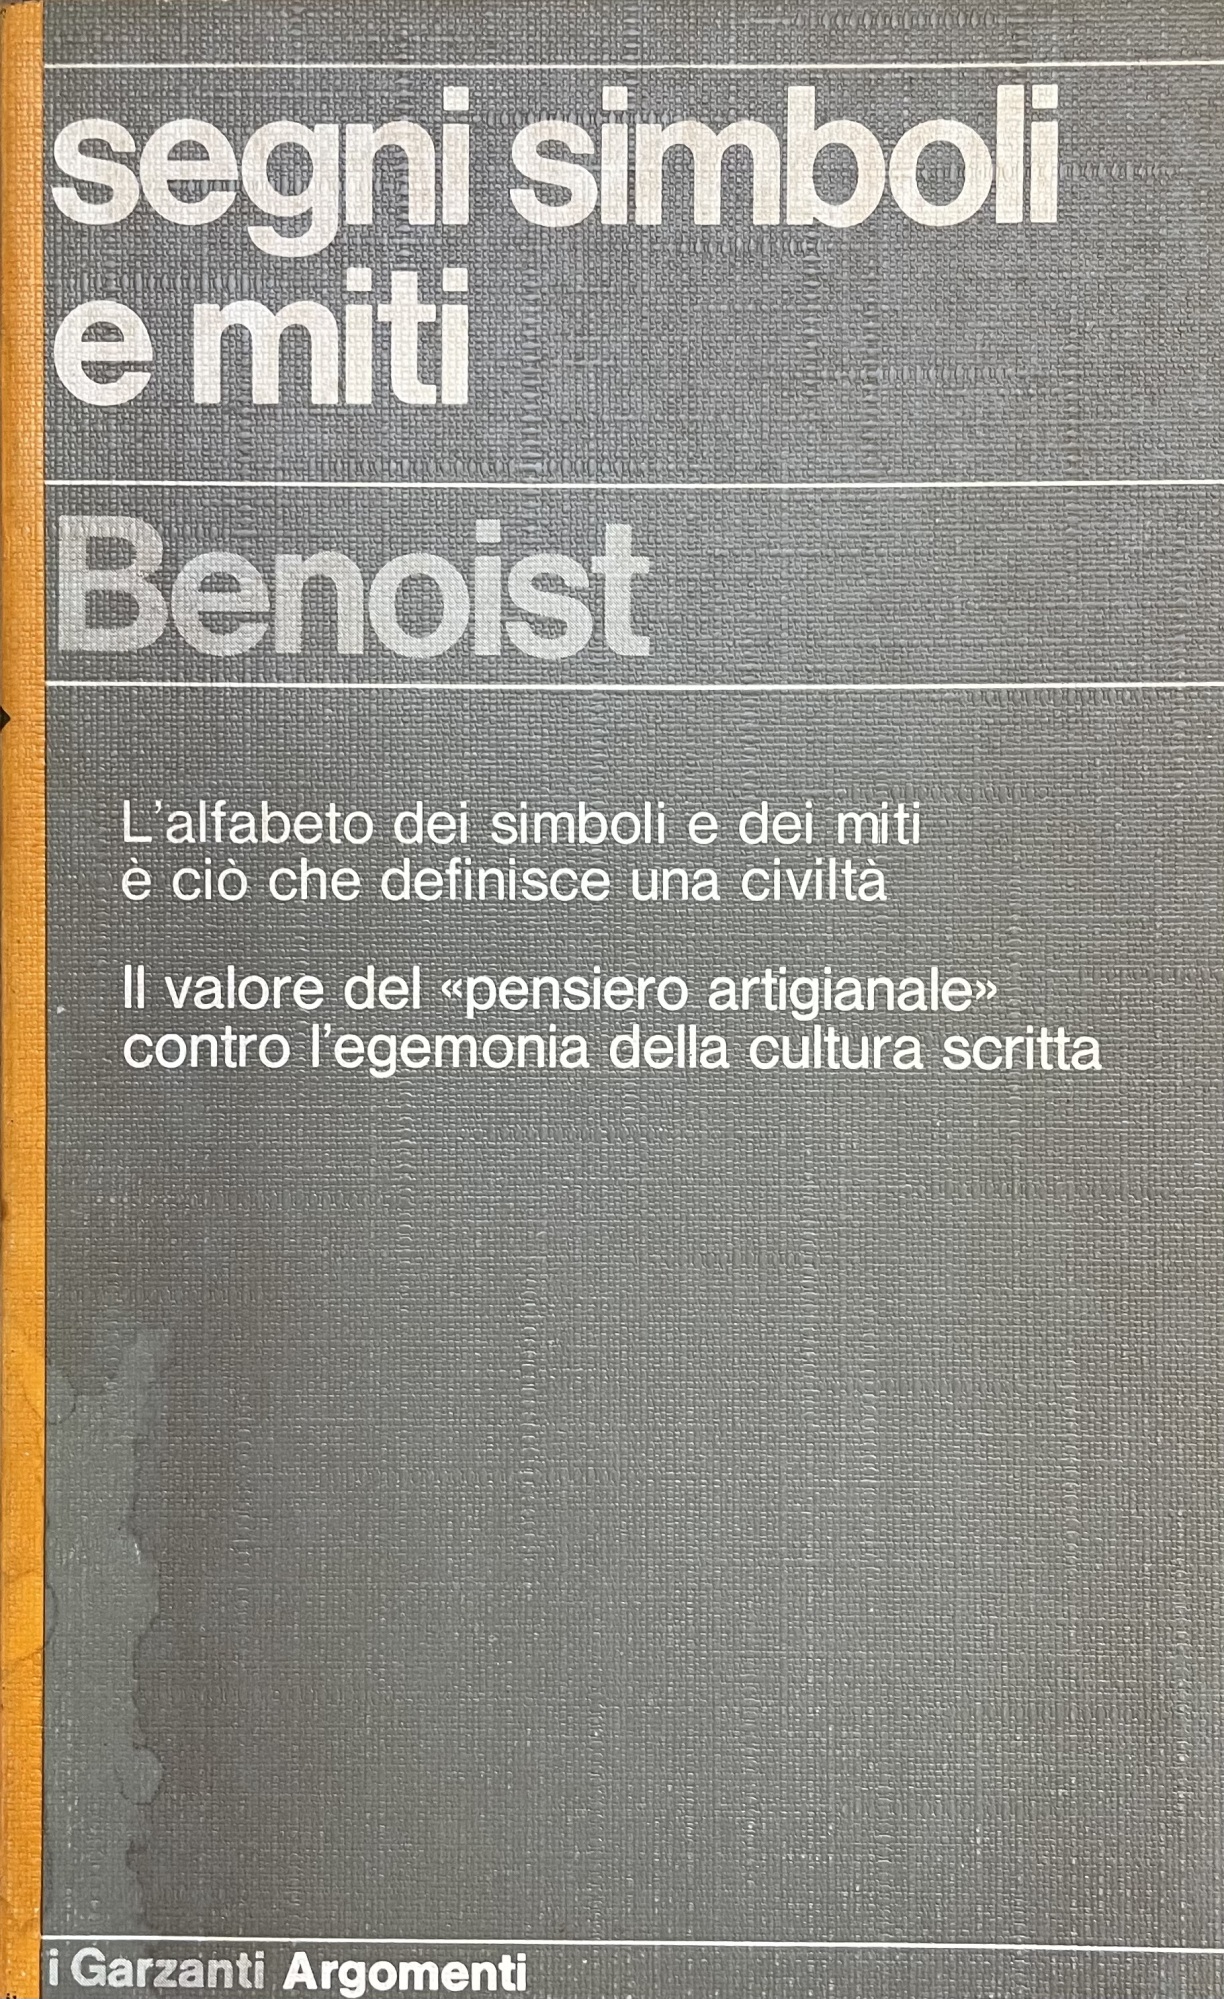 segni simboli
e miti
Benoist
L'alfabeto dei simboli e dei miti
è ciò che definisce una civiltà
Il valore del «pensiero artigianale»
contro l'egemonia della cultura scritta
i Garzanti Argomenti